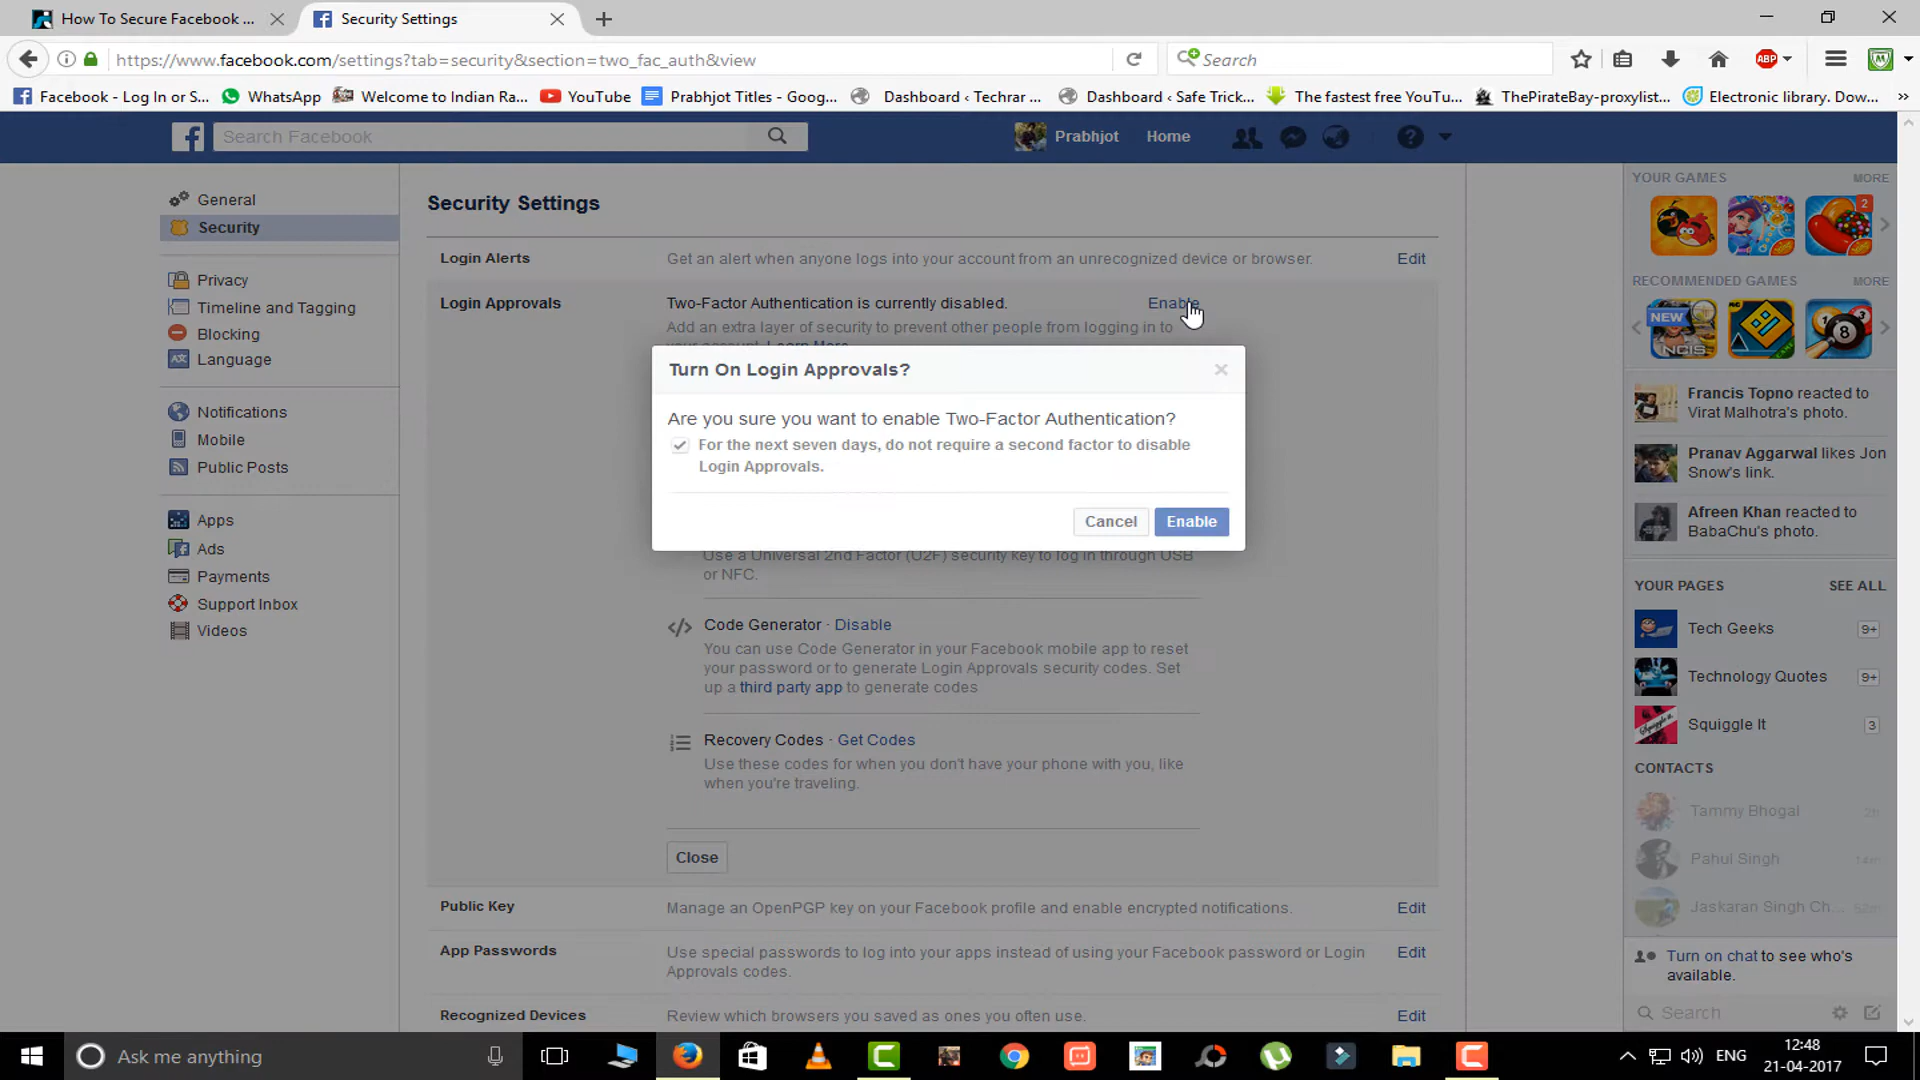 How To Secure Facebook ...
Security Settings
https://www.facebook.com/settings?tab=security&section=two_fac_auth&view
Search
ABP
Facebook - Log In or S...
WhatsApp
Welcome to Indian Ra...
YouTube
Prabhjot Titles - Goog...
Dashboard ‹ Techrar ...
Dashboard ‹ Safe Trick...
The fastest free YouTu...
ThePirateBay-proxylist...
Electronic library. Dow...
Search Facebook
Prabhjot
Home
General
Security
Privacy
Timeline and Tagging
Blocking
Language
Notifications
Mobile
Public Posts
Apps
Ads
Payments
Support Inbox
Videos
Security Settings
Login Alerts
Get an alert when anyone logs into your account from an unrecognized device or browser.
Edit
Login Approvals
Two-Factor Authentication is currently disabled.
Enable
Add an extra layer of security to prevent other people from logging in to
your account. Learn More
Turn On Login Approvals?
Are you sure you want to enable Two-Factor Authentication?
For the next seven days, do not require a second factor to disable
Login Approvals.
Cancel
Enable
Use a Universal 2nd Factor (U2F) security key to log in through USB
or NFC.
Code Generator · Disable
You can use Code Generator in your Facebook mobile app to reset
your password or to generate Login Approvals security codes. Set
up a third party app to generate codes
Recovery Codes · Get Codes
Use these codes for when you don't have your phone with you, like
when you're traveling.
Close
Public Key
Manage an OpenPGP key on your Facebook profile and enable encrypted notifications.
Edit
App Passwords
Use special passwords to log into your apps instead of using your Facebook password or Login
Approvals codes.
Edit
Recognized Devices
Review which browsers you saved as ones you often use.
Edit
YOUR GAMES
MORE
2
RECOMMENDED GAMES
MORE
NEW
NCIS
8
Francis Topno reacted to
Virat Malhotra's photo.
Pranav Aggarwal likes Jon
Snow's link.
Afreen Khan reacted to
BabaChu's photo.
YOUR PAGES
SEE ALL
Tech Geeks
9+
Technology Quotes
9+
Squiggle It
3
CONTACTS
Tammy Bhogal
2h
Pahul Singh
14m
Jaskaran Singh Ch...
52m
Turn on chat to see who's
available.
Search
Ask me anything
ENG
12:48
21-04-2017